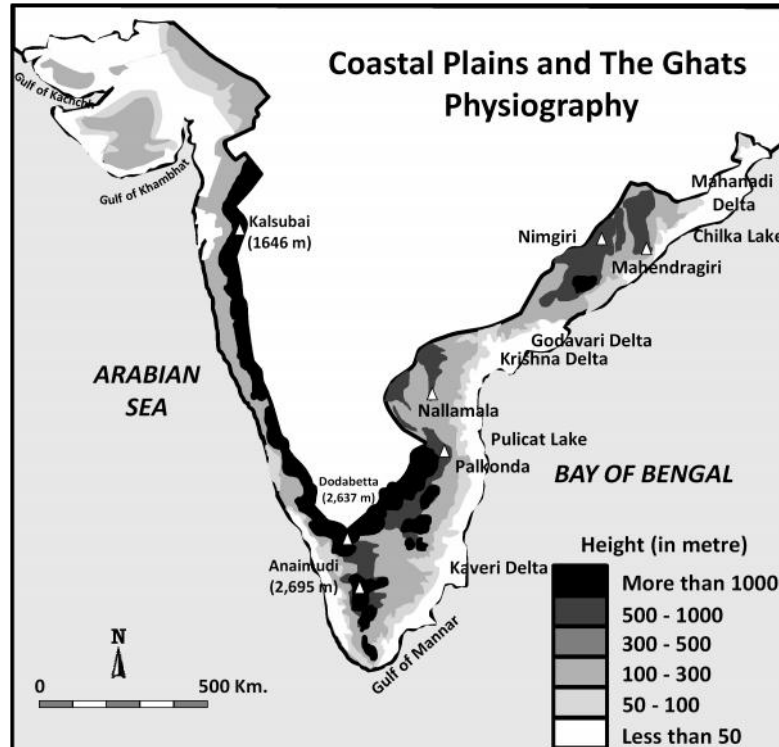 Coastal Plains and The Ghats
Physiography
Gulf of Kachchh
Gulf of Khambhat
Kalsubai
(1646 m)
Mahanadi
Delta
Chilka Lake
Nimgiri
Mahendragiri
Godavari Delta
Krishna Delta
ARABIAN
SEA
Nallamala
Pulicat Lake
Palkonda
BAY OF BENGAL
Dodabetta
(2,637 m)
Anaimudi
(2,695 m)
Kaveri Delta
Gulf of Mannar
Height (in metre)
More than 1000
500 - 1000
300 - 500
100 - 300
50 - 100
Less than 50
N
0 500 Km.